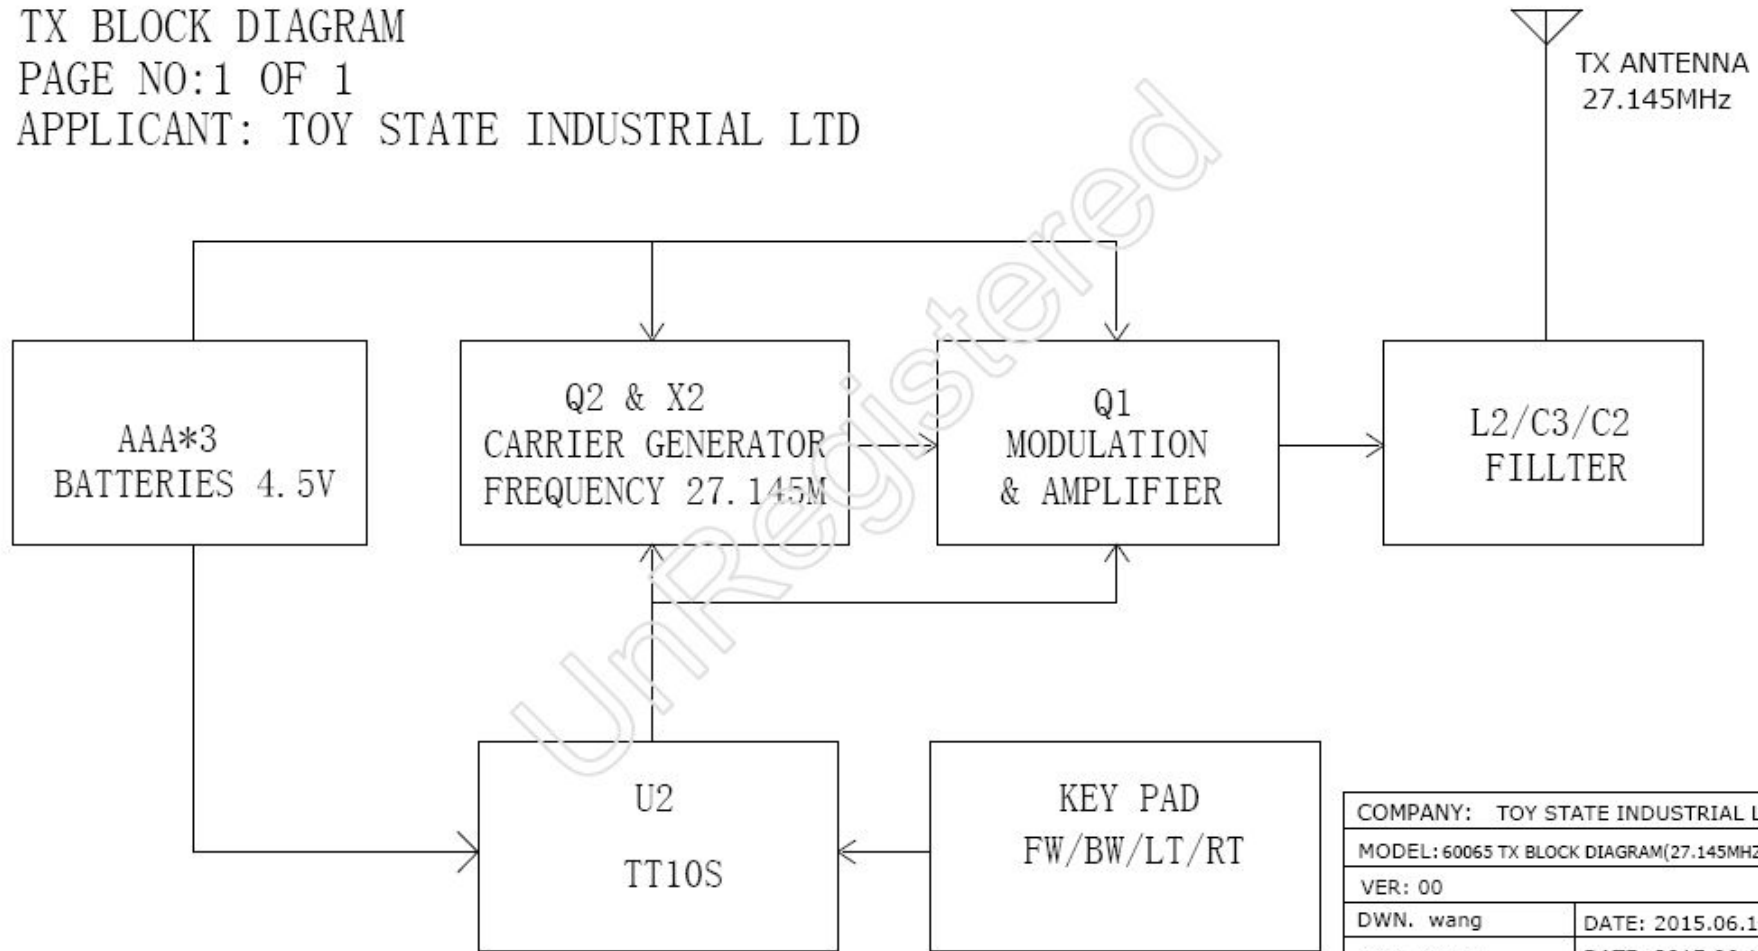 TX BLOCK DIAGRAM
PAGE NO:1 OF 1
APPLICANT: TOY STATE INDUSTRIAL LTD
TX ANTENNA
27.145MHz
AAA*3
BATTERIES 4.5V
Q2 & X2
CARRIER GENERATOR
FREQUENCY 27.145M
Q1
MODULATION
& AMPLIFIER
L2/C3/C2
FILLTER
UnRegistered
U2
TT10S
KEY PAD
FW/BW/LT/RT
COMPANY: TOY STATE INDUSTRIAL L
MODEL:60065 TX BLOCK DIAGRAM(27.145MHZ
VER: 00
DWN. wang
DATE: 2015.06.1